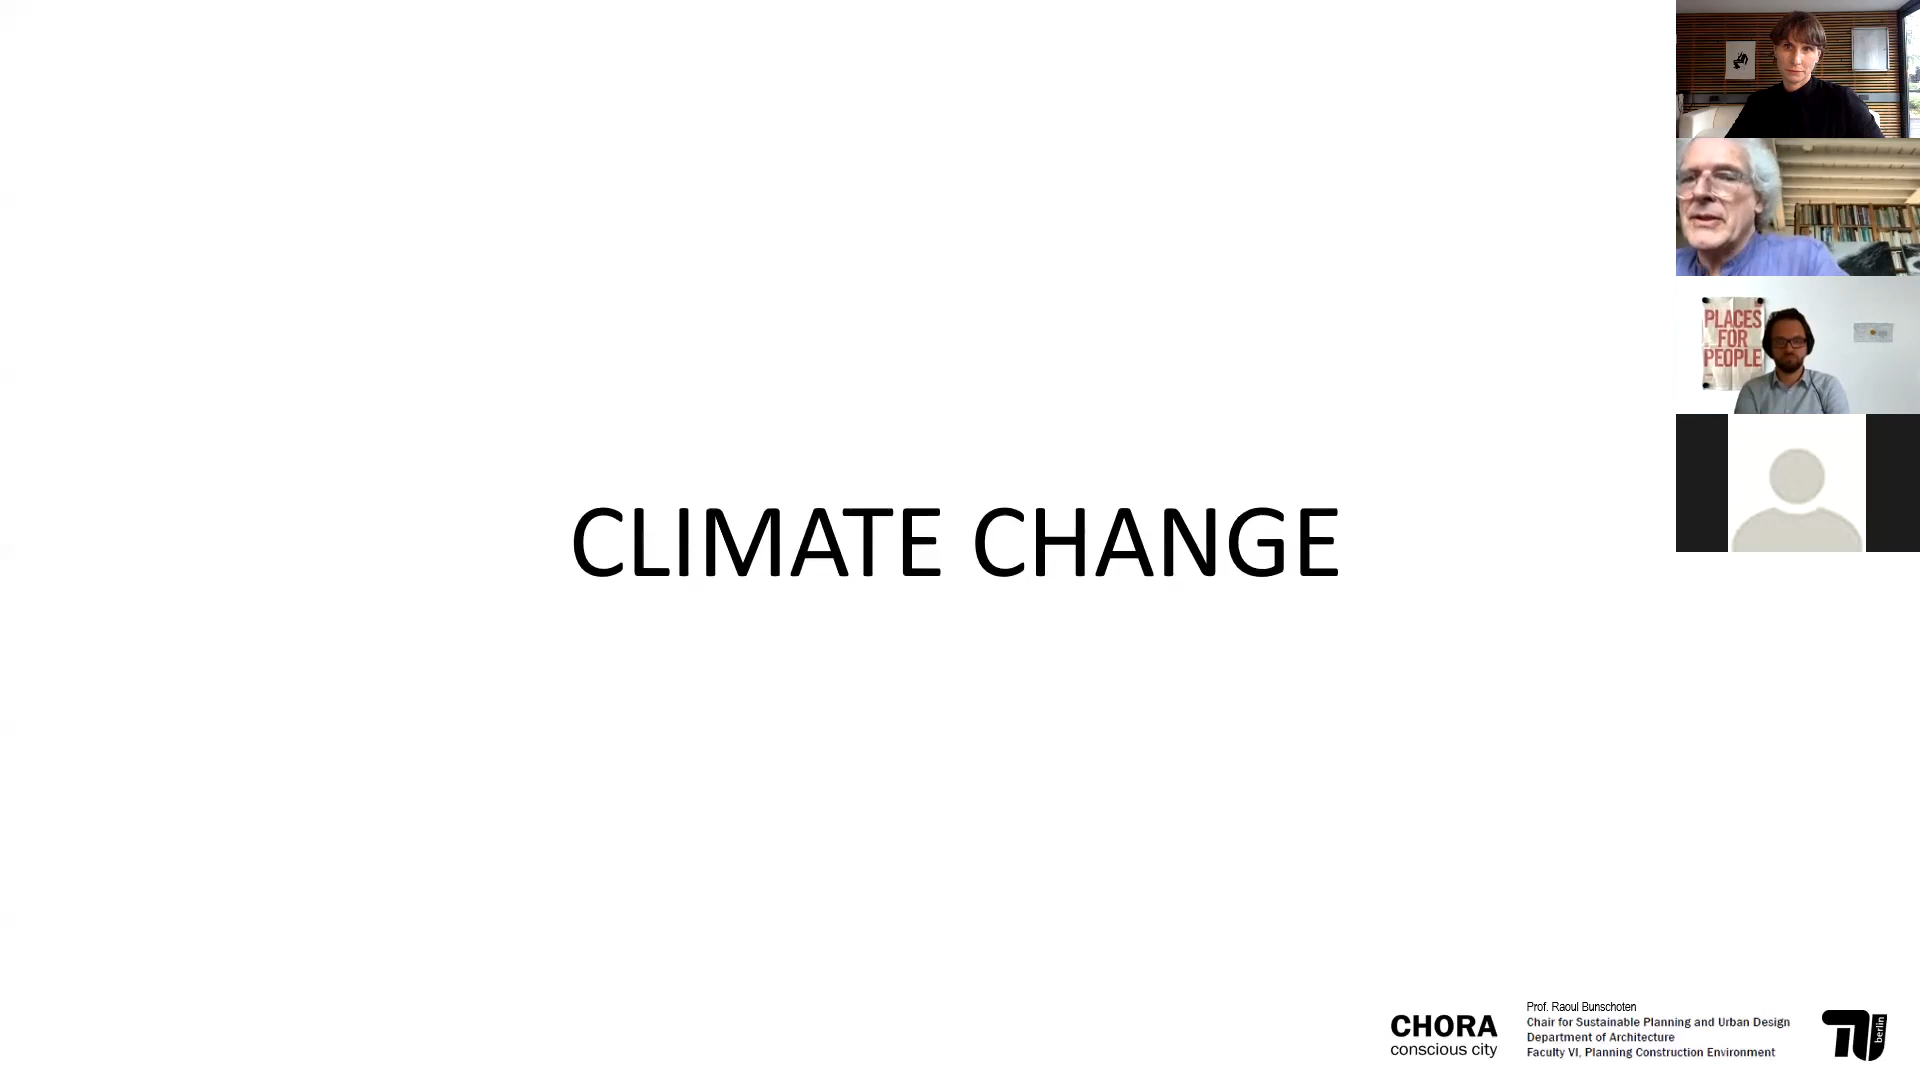 CLIMATE CHANGE
PLACES
FOR
PEOPLE
CHORA
conscious city
Prof. Raoul Bunschoten
Chair for Sustainable Planning and Urban Design
Department of Architecture
Faculty VI, Planning Construction Environment
berlin